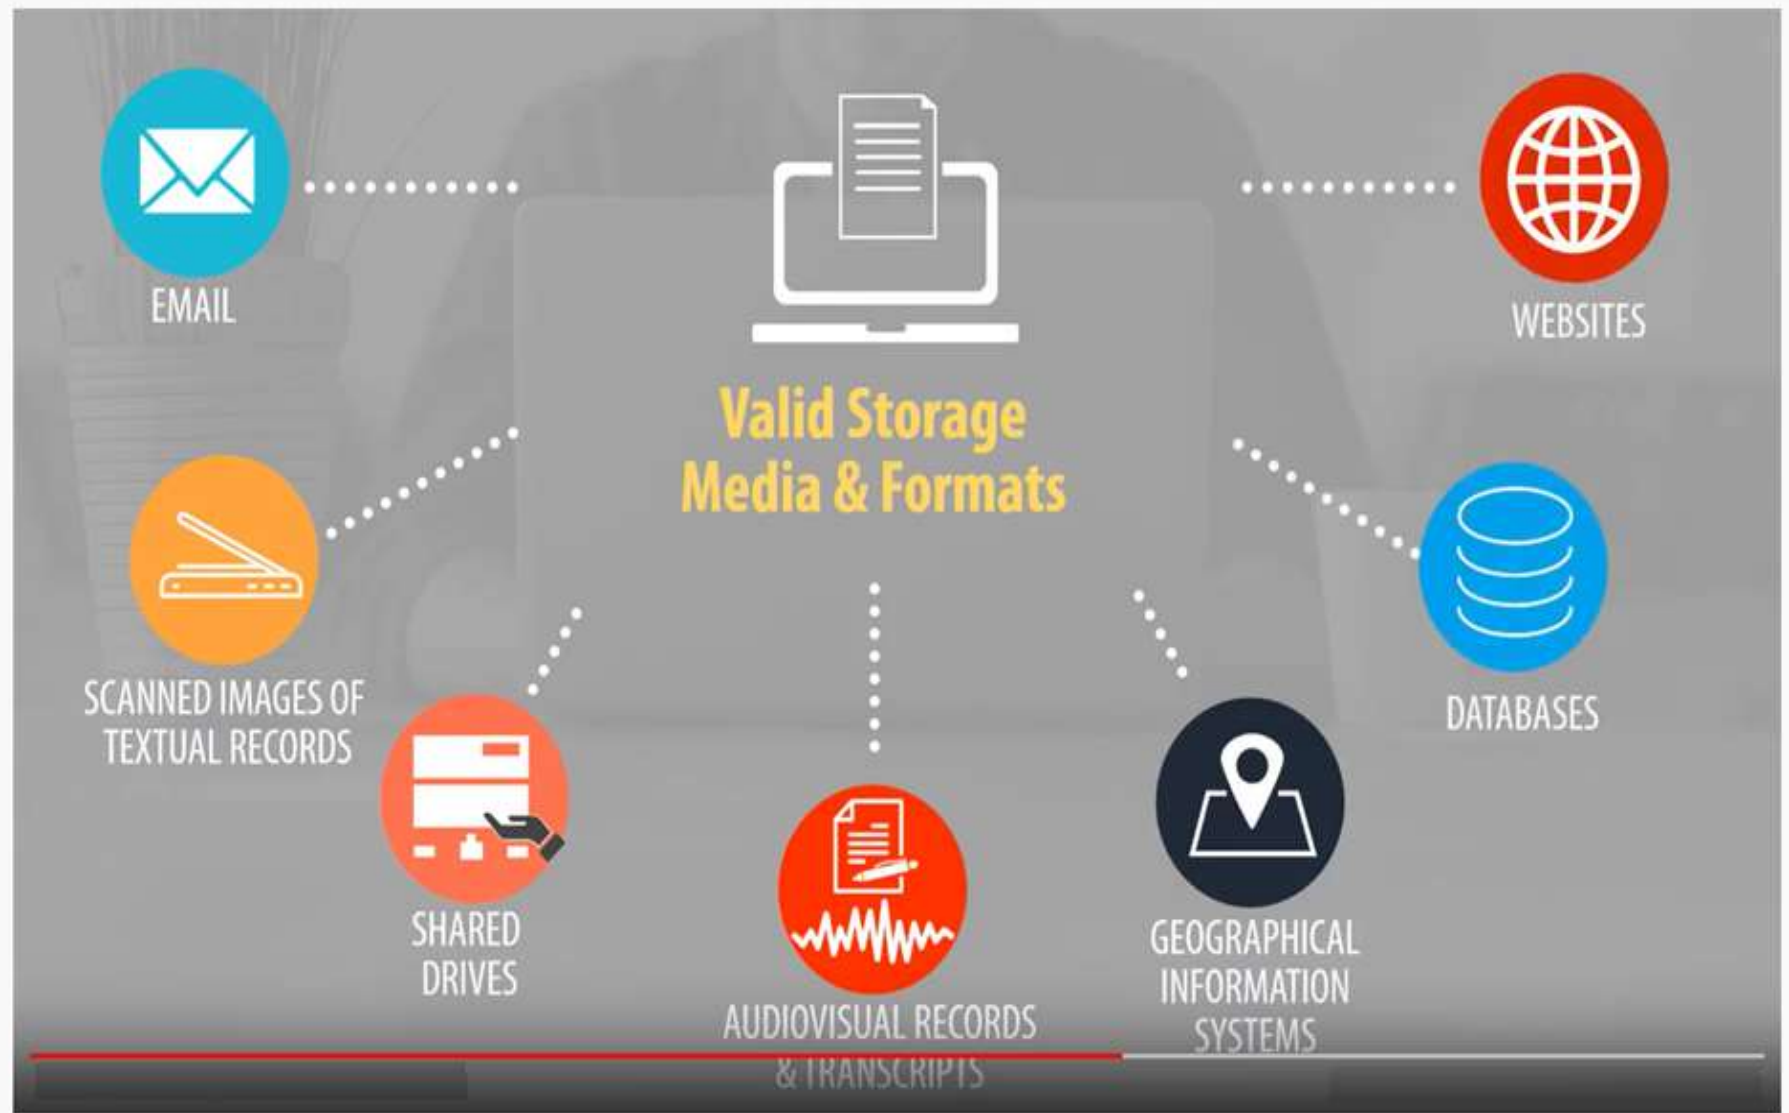 EMAIL
WEBSITES
Valid Storage
Media & Formats
SCANNED IMAGES OF
TEXTUAL RECORDS
DATABASES
SHARED
DRIVES
AUDIOVISUAL RECORDS
& TRANSCRIPTS
GEOGRAPHICAL
INFORMATION
SYSTEMS